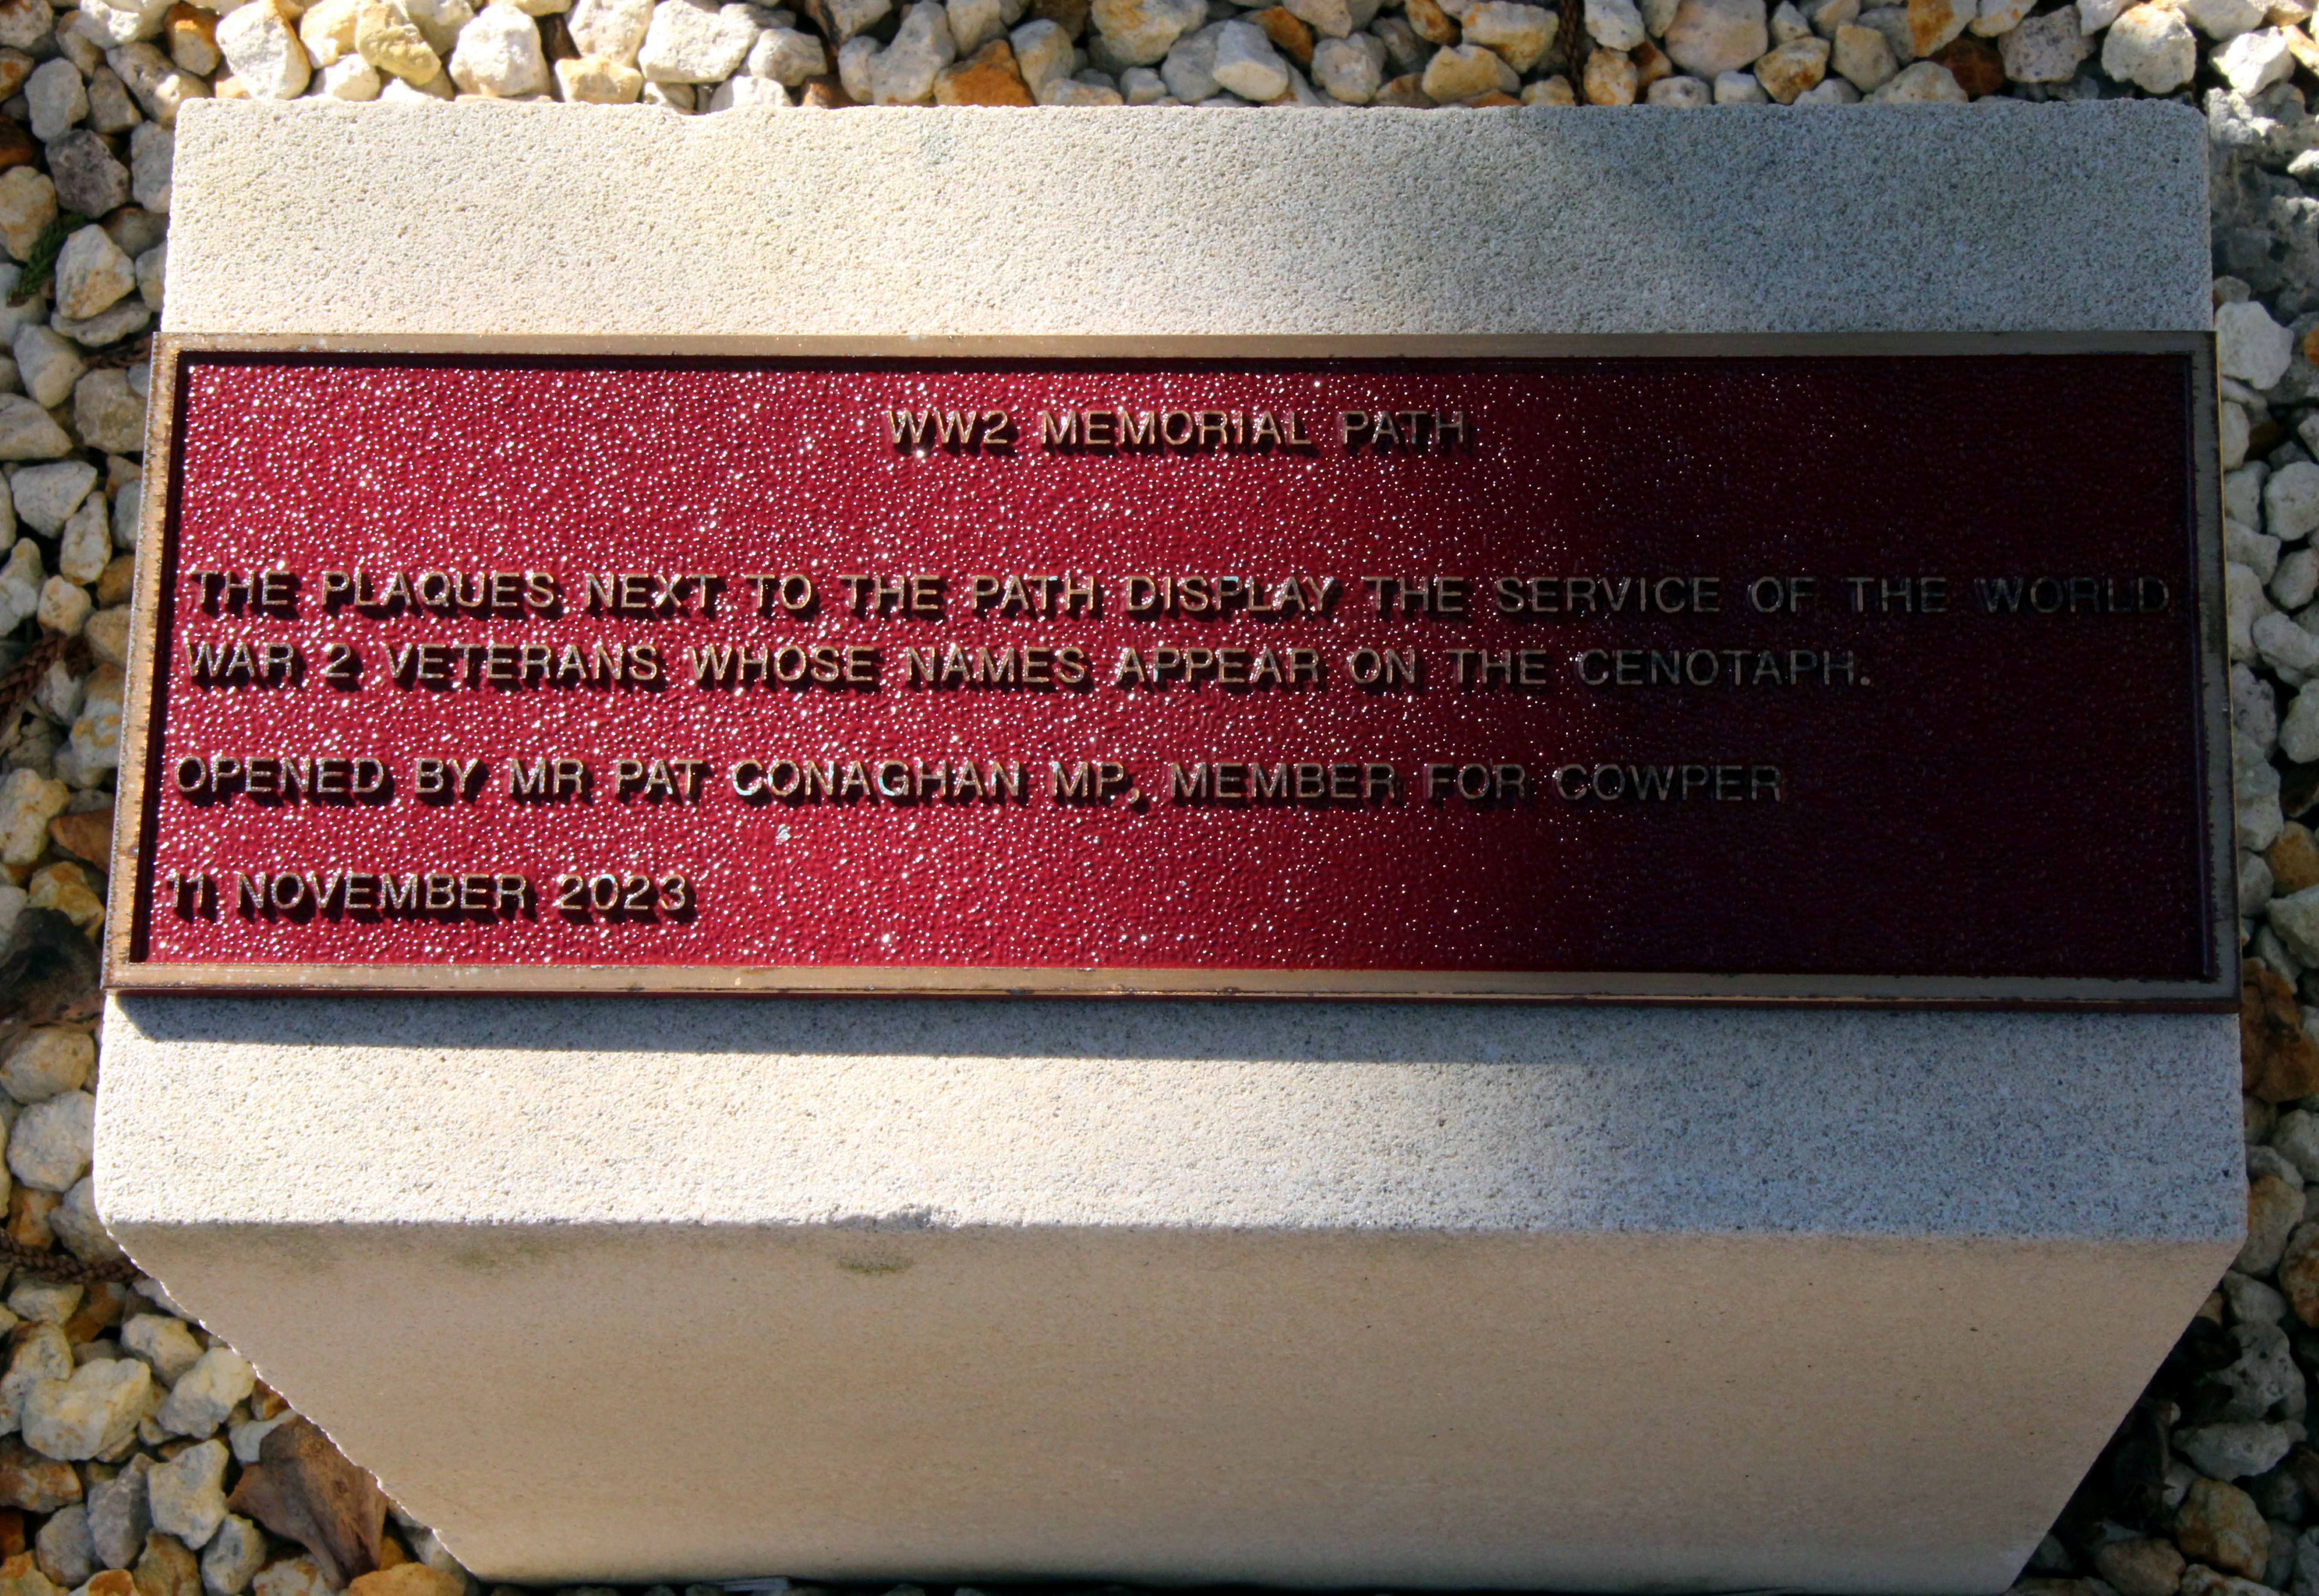 WW2 MEMORIAL PATH
THE PLAQUES NEXT TO THE PATH DISPLAY THE SERVICE OF THE WORLD
WAR 2 VETERANS WHOSE NAMES APPEAR ON THE CENOTAPH.
OPENED BY MR PAT CONAGHAN MP, MEMBER FOR COWPER
11 NOVEMBER 2023